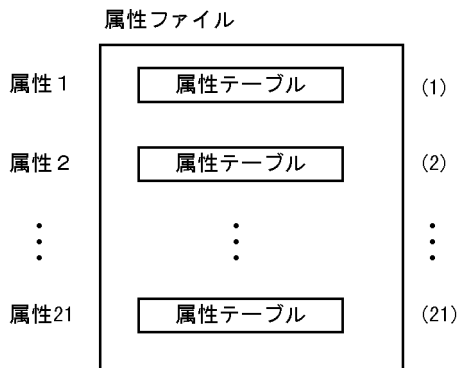 属性ファイル
属性1 属性テーブル (1)
属性2 属性テーブル (2)
⋮ ⋮ ⋮
属性21 属性テーブル (21)